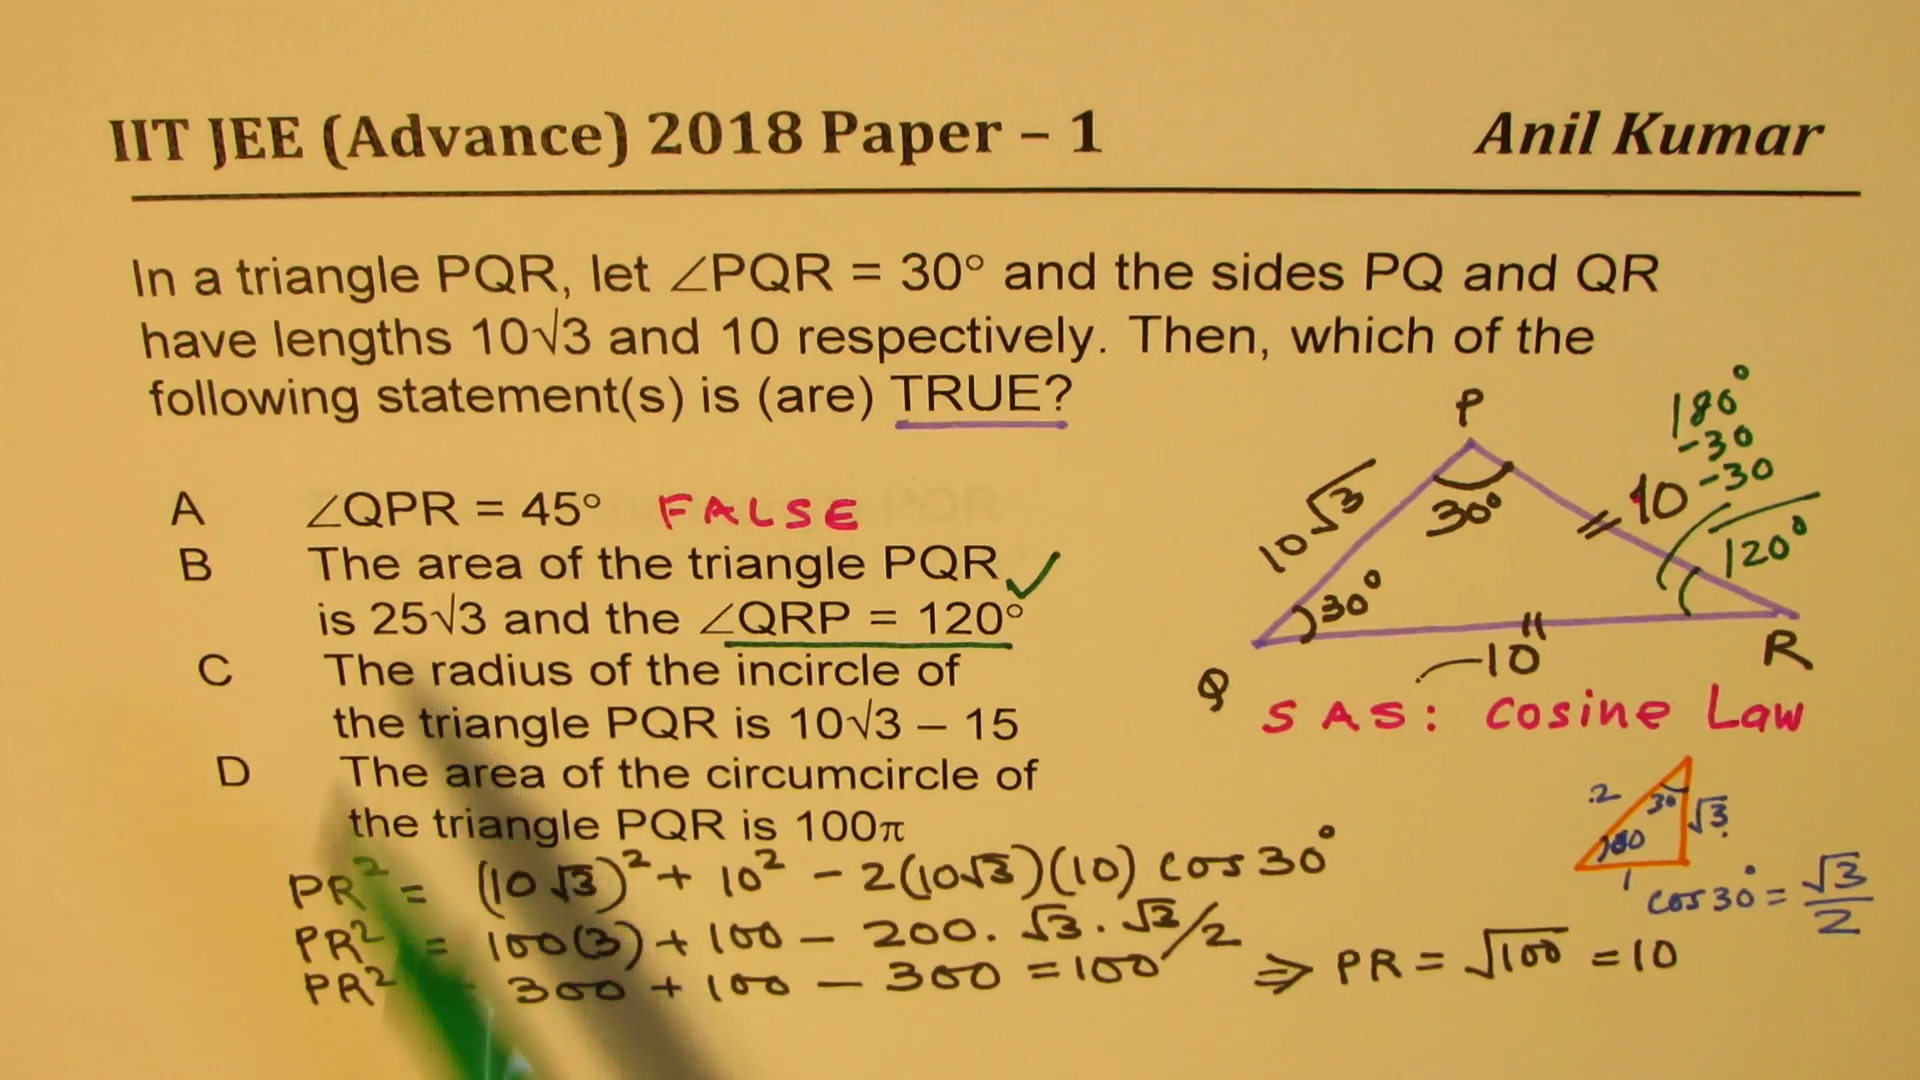 IIT JEE (Advance) 2018 Paper – 1 Anil Kumar
In a triangle PQR, let ∠PQR = 30° and the sides PQ and QR
have lengths 10√3 and 10 respectively. Then, which of the
following statement(s) is (are) TRUE?
A ∠QPR = 45° FALSE
B The area of the triangle PQR ✓
is 25√3 and the ∠QRP = 120°
C The radius of the incircle of
the triangle PQR is 10√3 – 15
D The area of the circumcircle of
the triangle PQR is 100π
P
180°
-30
-30
120°
10√3
30°
10
30°
10
Q
R
SAS: Cosine Law
2
30
√3
60
1
cos 30° = √3/2
PR² = (10√3)² + 10² - 2(10√3)(10) cos 30°
PR² = 100(3) + 100 - 200. √3. √3/2
PR² 300 + 100 - 300 = 100 ⇒ PR = √100 = 10